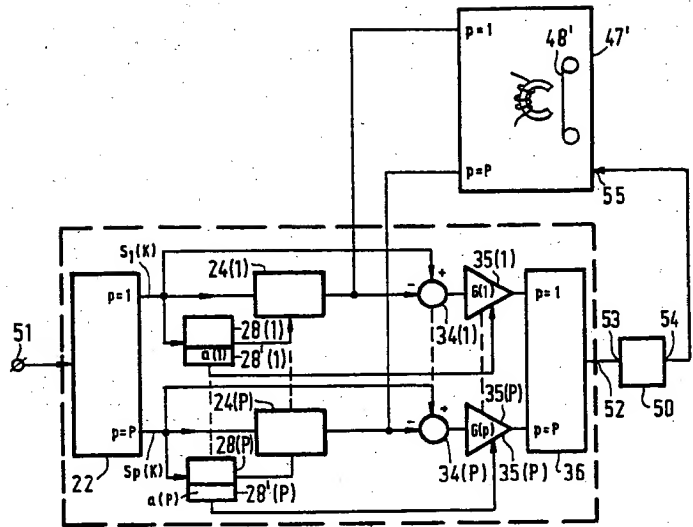 p=1
48'
47'
p=P
55
S₁(K)
24(1)
35(1)
51
p=1
+
-
G(1)
p=1
53
54
28(1)
a(1)
28'(1)
34(1)
52
50
24(P)
35(P)
p=P
+
-
G(p)
p=P
Sp(K)
28(P)
22
a(P)
28'(P)
34(P)
35(P)
36